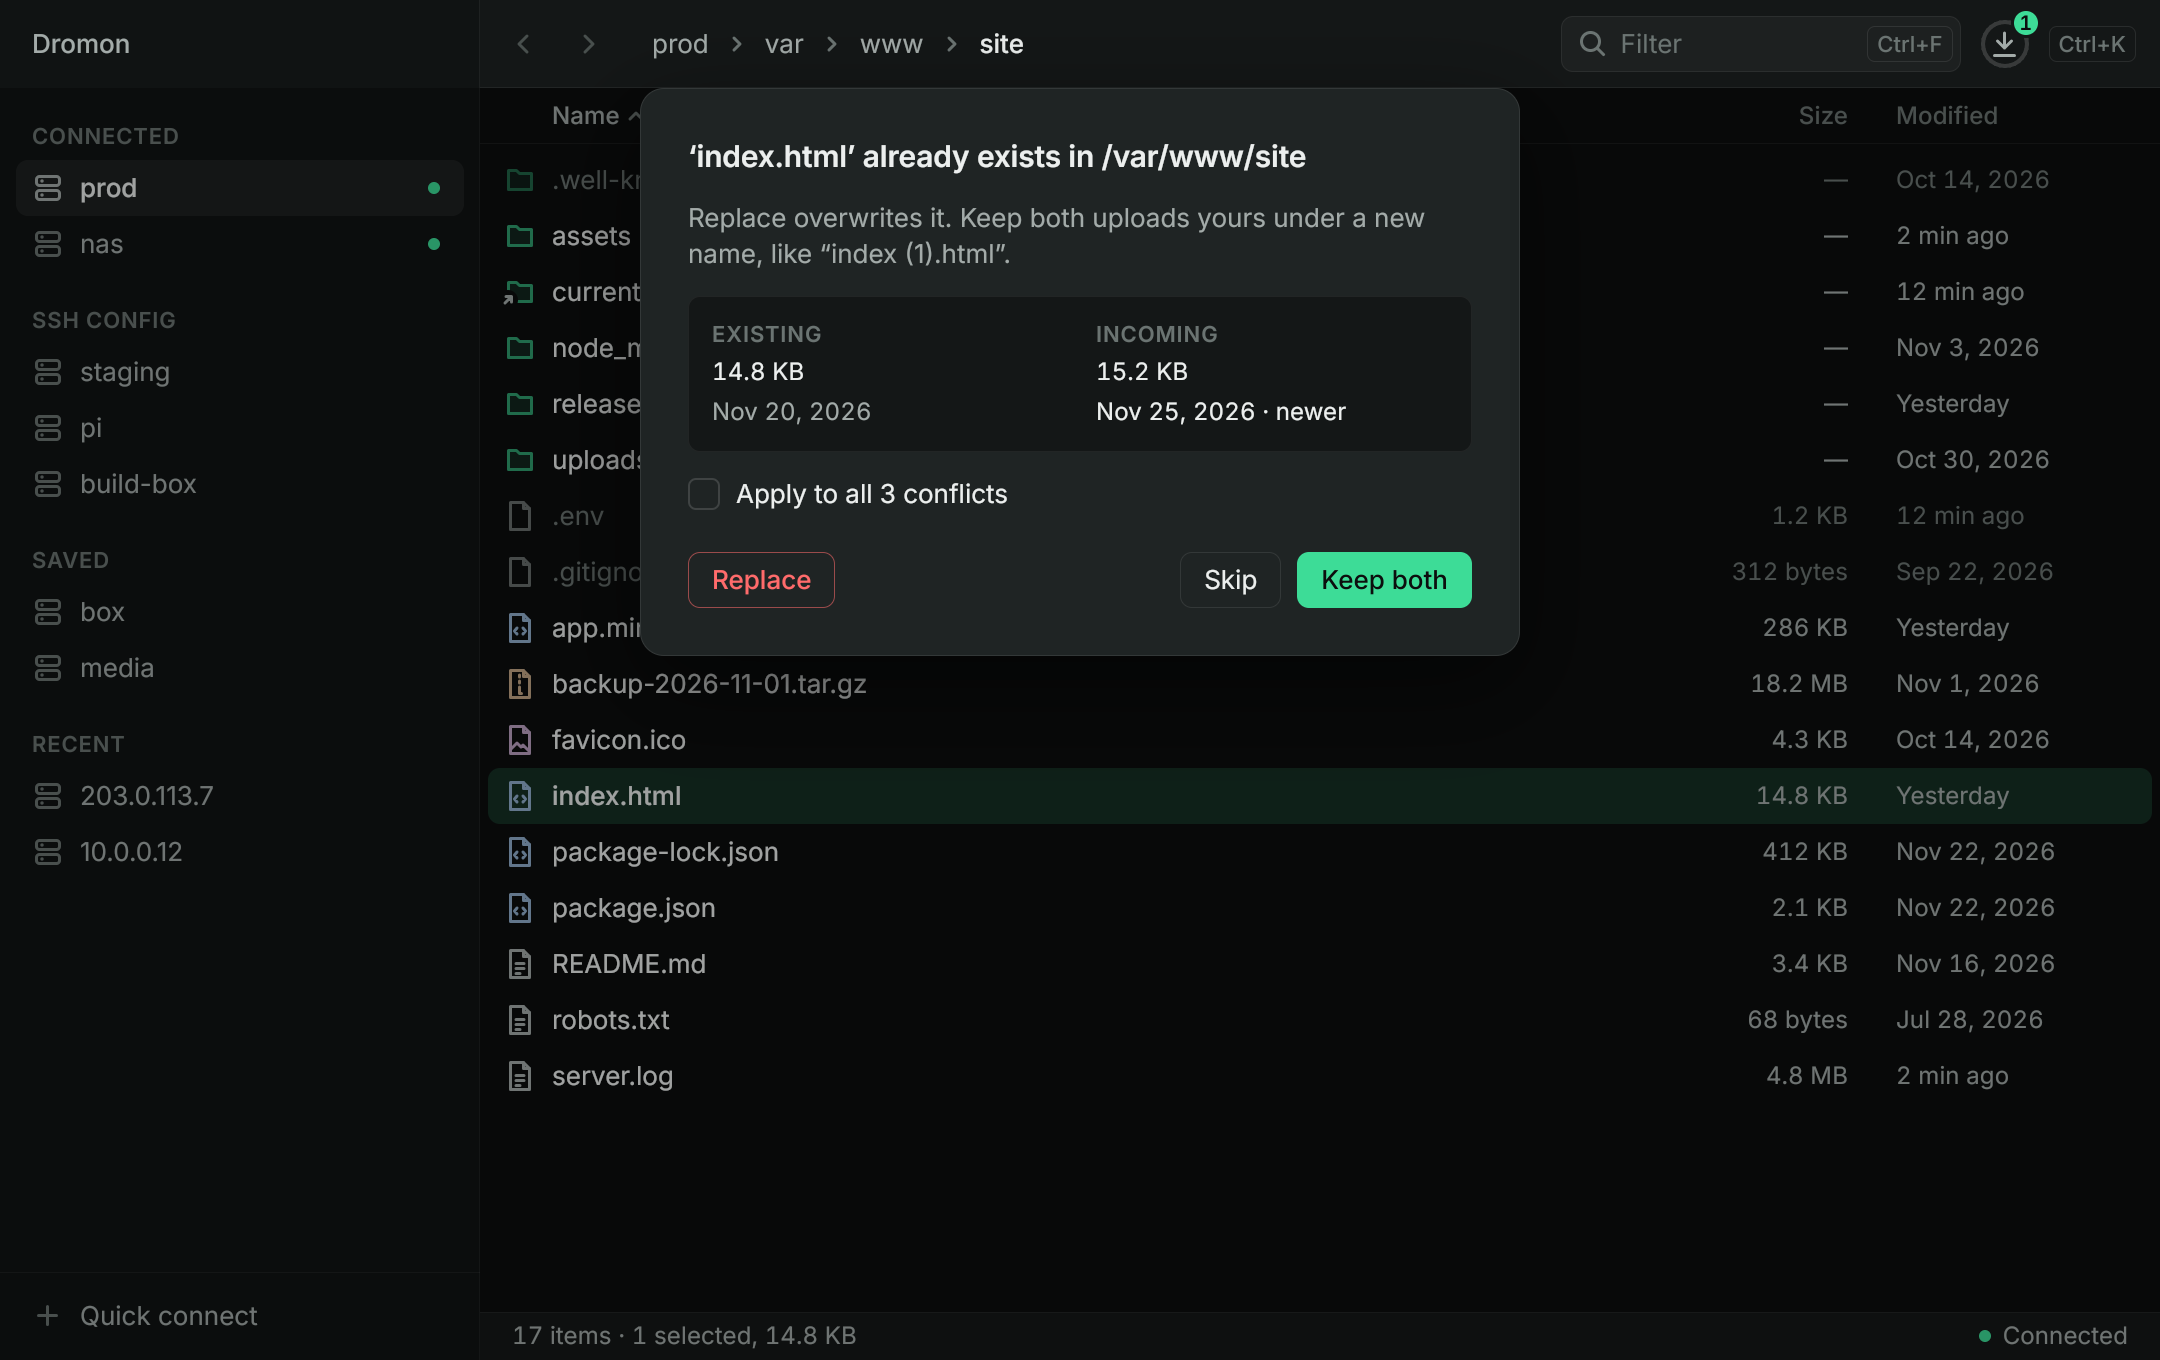 Dromon
prod > var > www > site
Filter
Ctrl+F
1
Ctrl+K
CONNECTED
prod
nas
SSH CONFIG
staging
pi
build-box
SAVED
box
media
RECENT
203.0.113.7
10.0.0.12
Quick connect
Name
Size
Modified
— Oct 14, 2026
assets — 2 min ago
current — 12 min ago
— Nov 3, 2026
— Yesterday
— Oct 30, 2026
.env 1.2 KB 12 min ago
312 bytes Sep 22, 2026
286 KB Yesterday
backup-2026-11-01.tar.gz 18.2 MB Nov 1, 2026
favicon.ico 4.3 KB Oct 14, 2026
index.html 14.8 KB Yesterday
package-lock.json 412 KB Nov 22, 2026
package.json 2.1 KB Nov 22, 2026
README.md 3.4 KB Nov 16, 2026
robots.txt 68 bytes Jul 28, 2026
server.log 4.8 MB 2 min ago
‘index.html’ already exists in /var/www/site
Replace overwrites it. Keep both uploads yours under a new
name, like “index (1).html”.
EXISTING
14.8 KB
Nov 20, 2026
INCOMING
15.2 KB
Nov 25, 2026 · newer
Apply to all 3 conflicts
Replace
Skip
Keep both
17 items · 1 selected, 14.8 KB
Connected